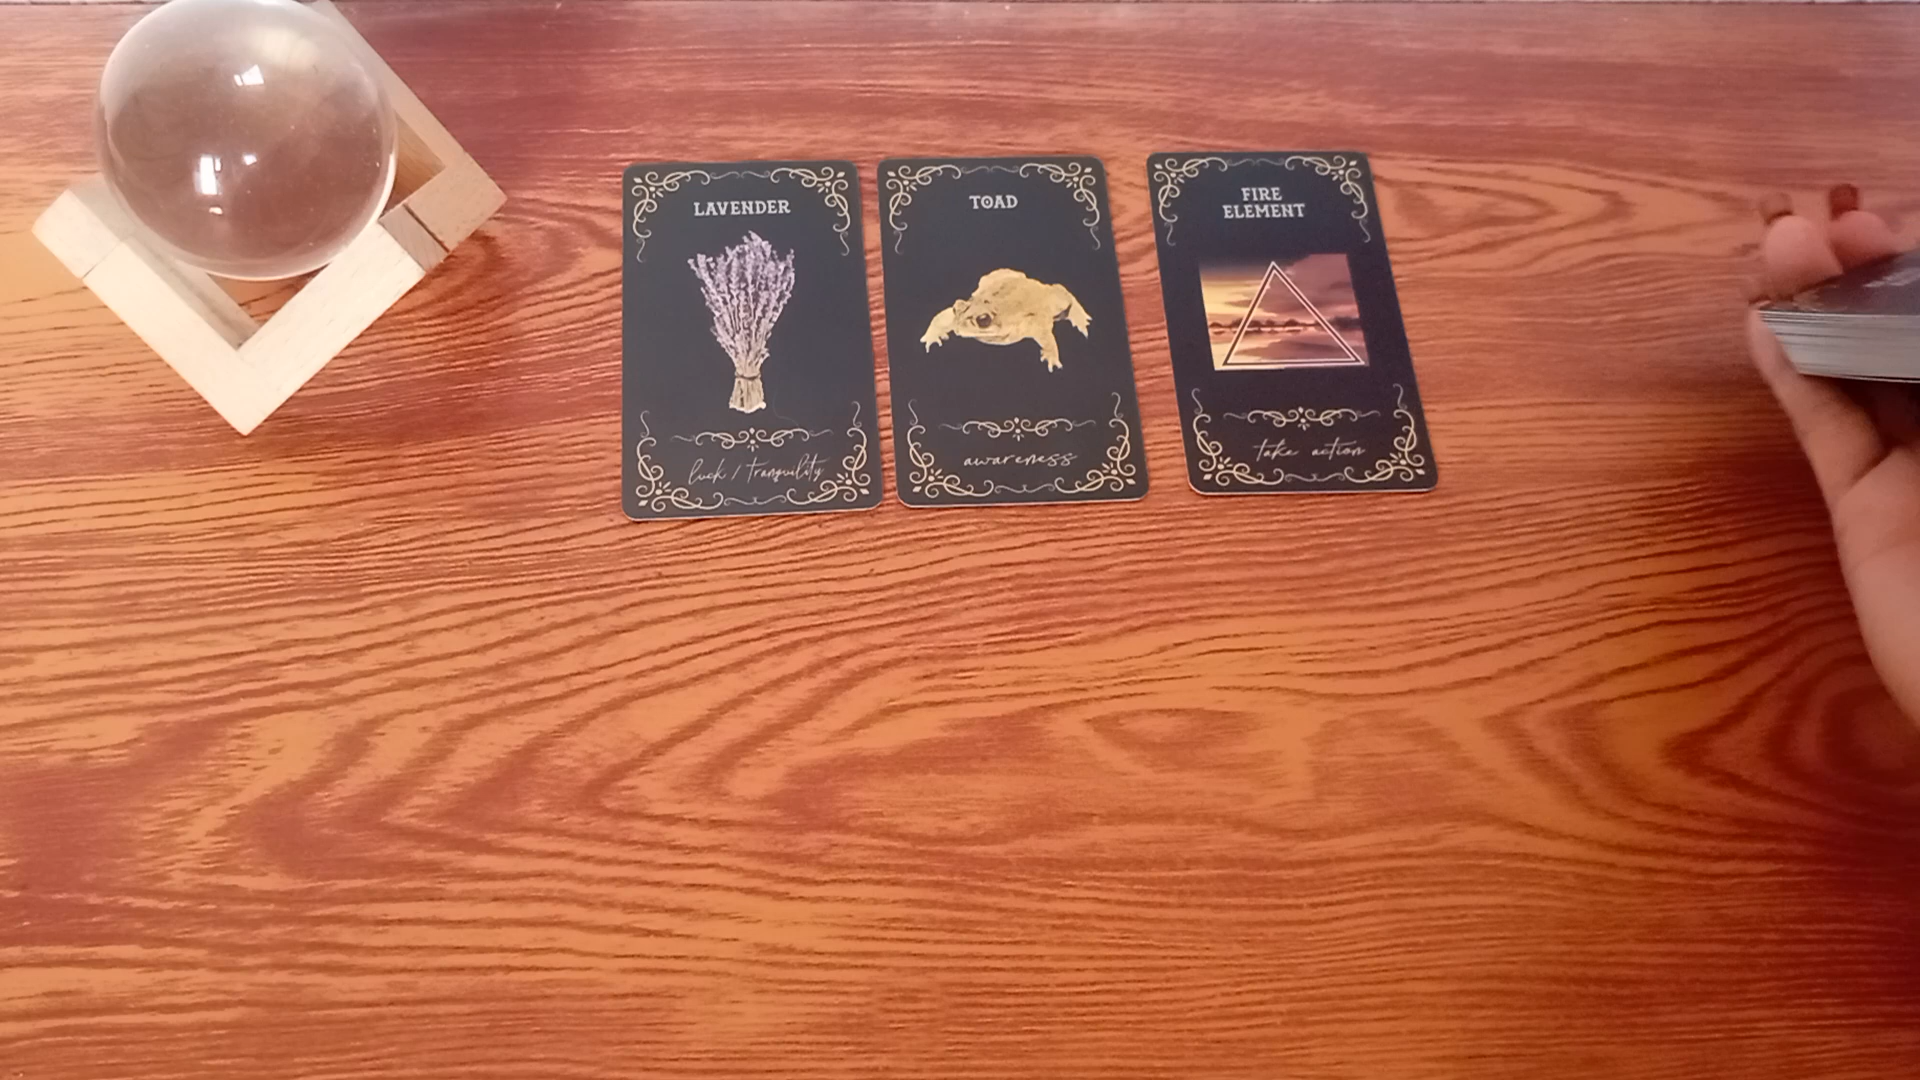 LAVENDER
luck / tranquility
TOAD
awareness
FIRE
ELEMENT
take action